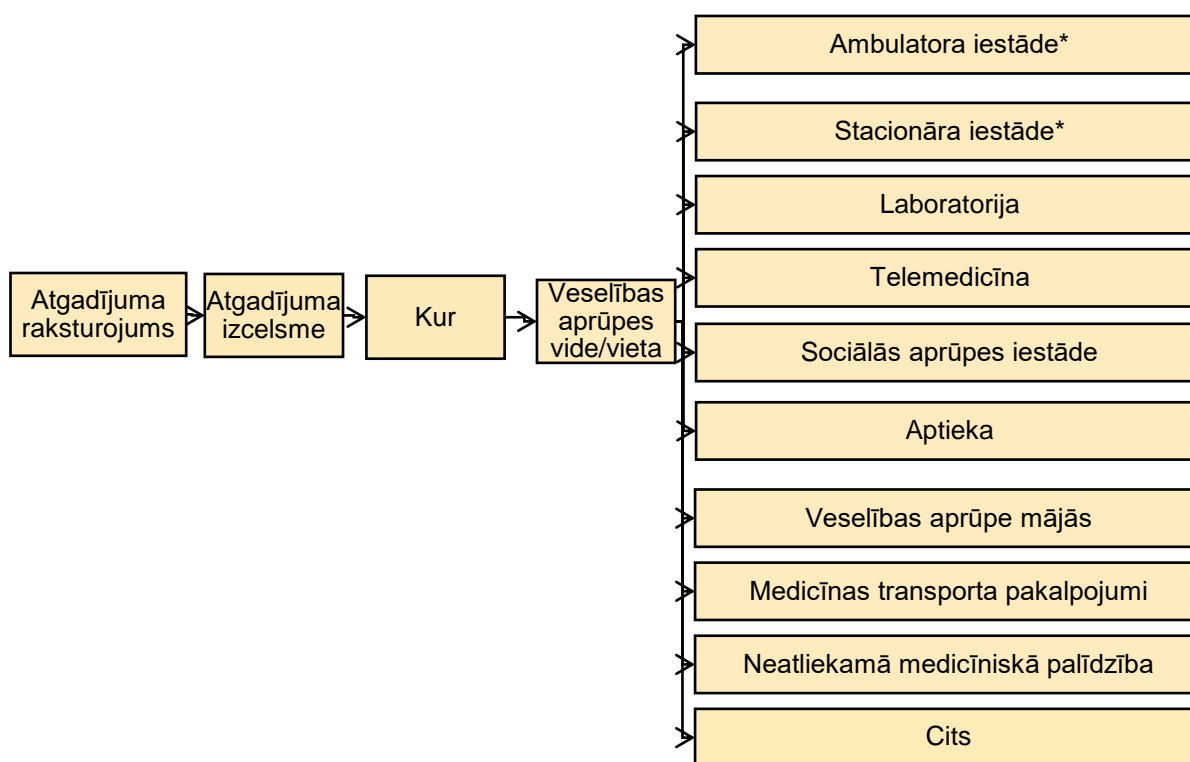 Atgadījuma
raksturojums
Atgadījuma
izcelsme
Kur
Veselības
aprūpes
vide/vieta
Ambulatora iestāde*
Stacionāra iestāde*
Laboratorija
Telemedicīna
Sociālās aprūpes iestāde
Aptieka
Veselības aprūpe mājās
Medicīnas transporta pakalpojumi
Neatliekamā medicīniskā palīdzība
Cits